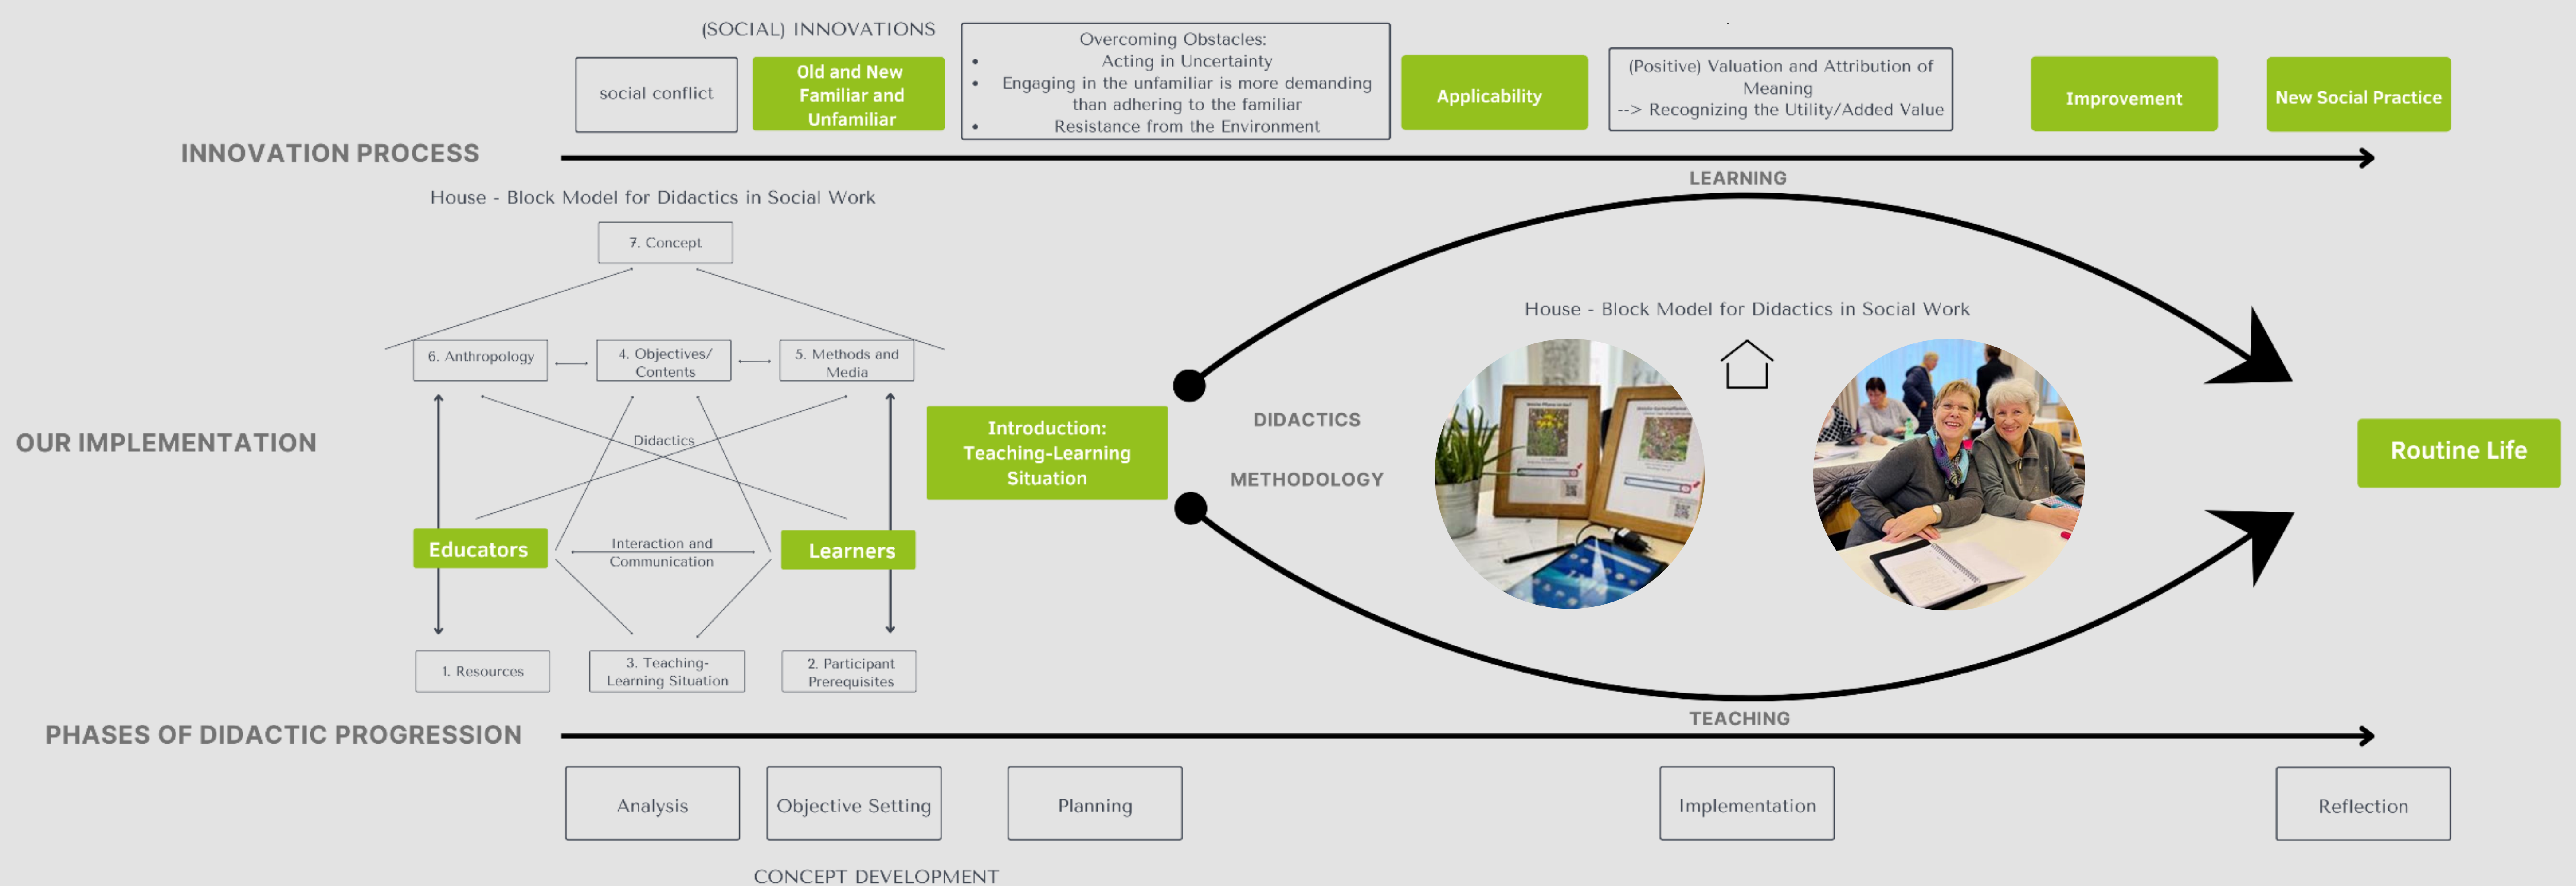 (SOCIAL) INNOVATIONS
social conflict
Old and New
Familiar and
Unfamiliar
Overcoming Obstacles:
• Acting in Uncertainty
• Engaging in the unfamiliar is more demanding
than adhering to the familiar
• Resistance from the Environment
Applicability
(Positive) Valuation and Attribution of
Meaning
--> Recognizing the Utility/Added Value
Improvement
New Social Practice
INNOVATION PROCESS
LEARNING
House - Block Model for Didactics in Social Work
7. Concept
6. Anthropology
4. Objectives/
Contents
5. Methods and
Media
OUR IMPLEMENTATION
Didactics
Educators
Interaction and
Communication
Learners
1. Resources
3. Teaching-
Learning Situation
2. Participant
Prerequisites
Introduction:
Teaching-Learning
Situation
DIDACTICS
METHODOLOGY
House - Block Model for Didactics in Social Work
Routine Life
TEACHING
PHASES OF DIDACTIC PROGRESSION
Analysis
Objective Setting
Planning
Implementation
Reflection
CONCEPT DEVELOPMENT